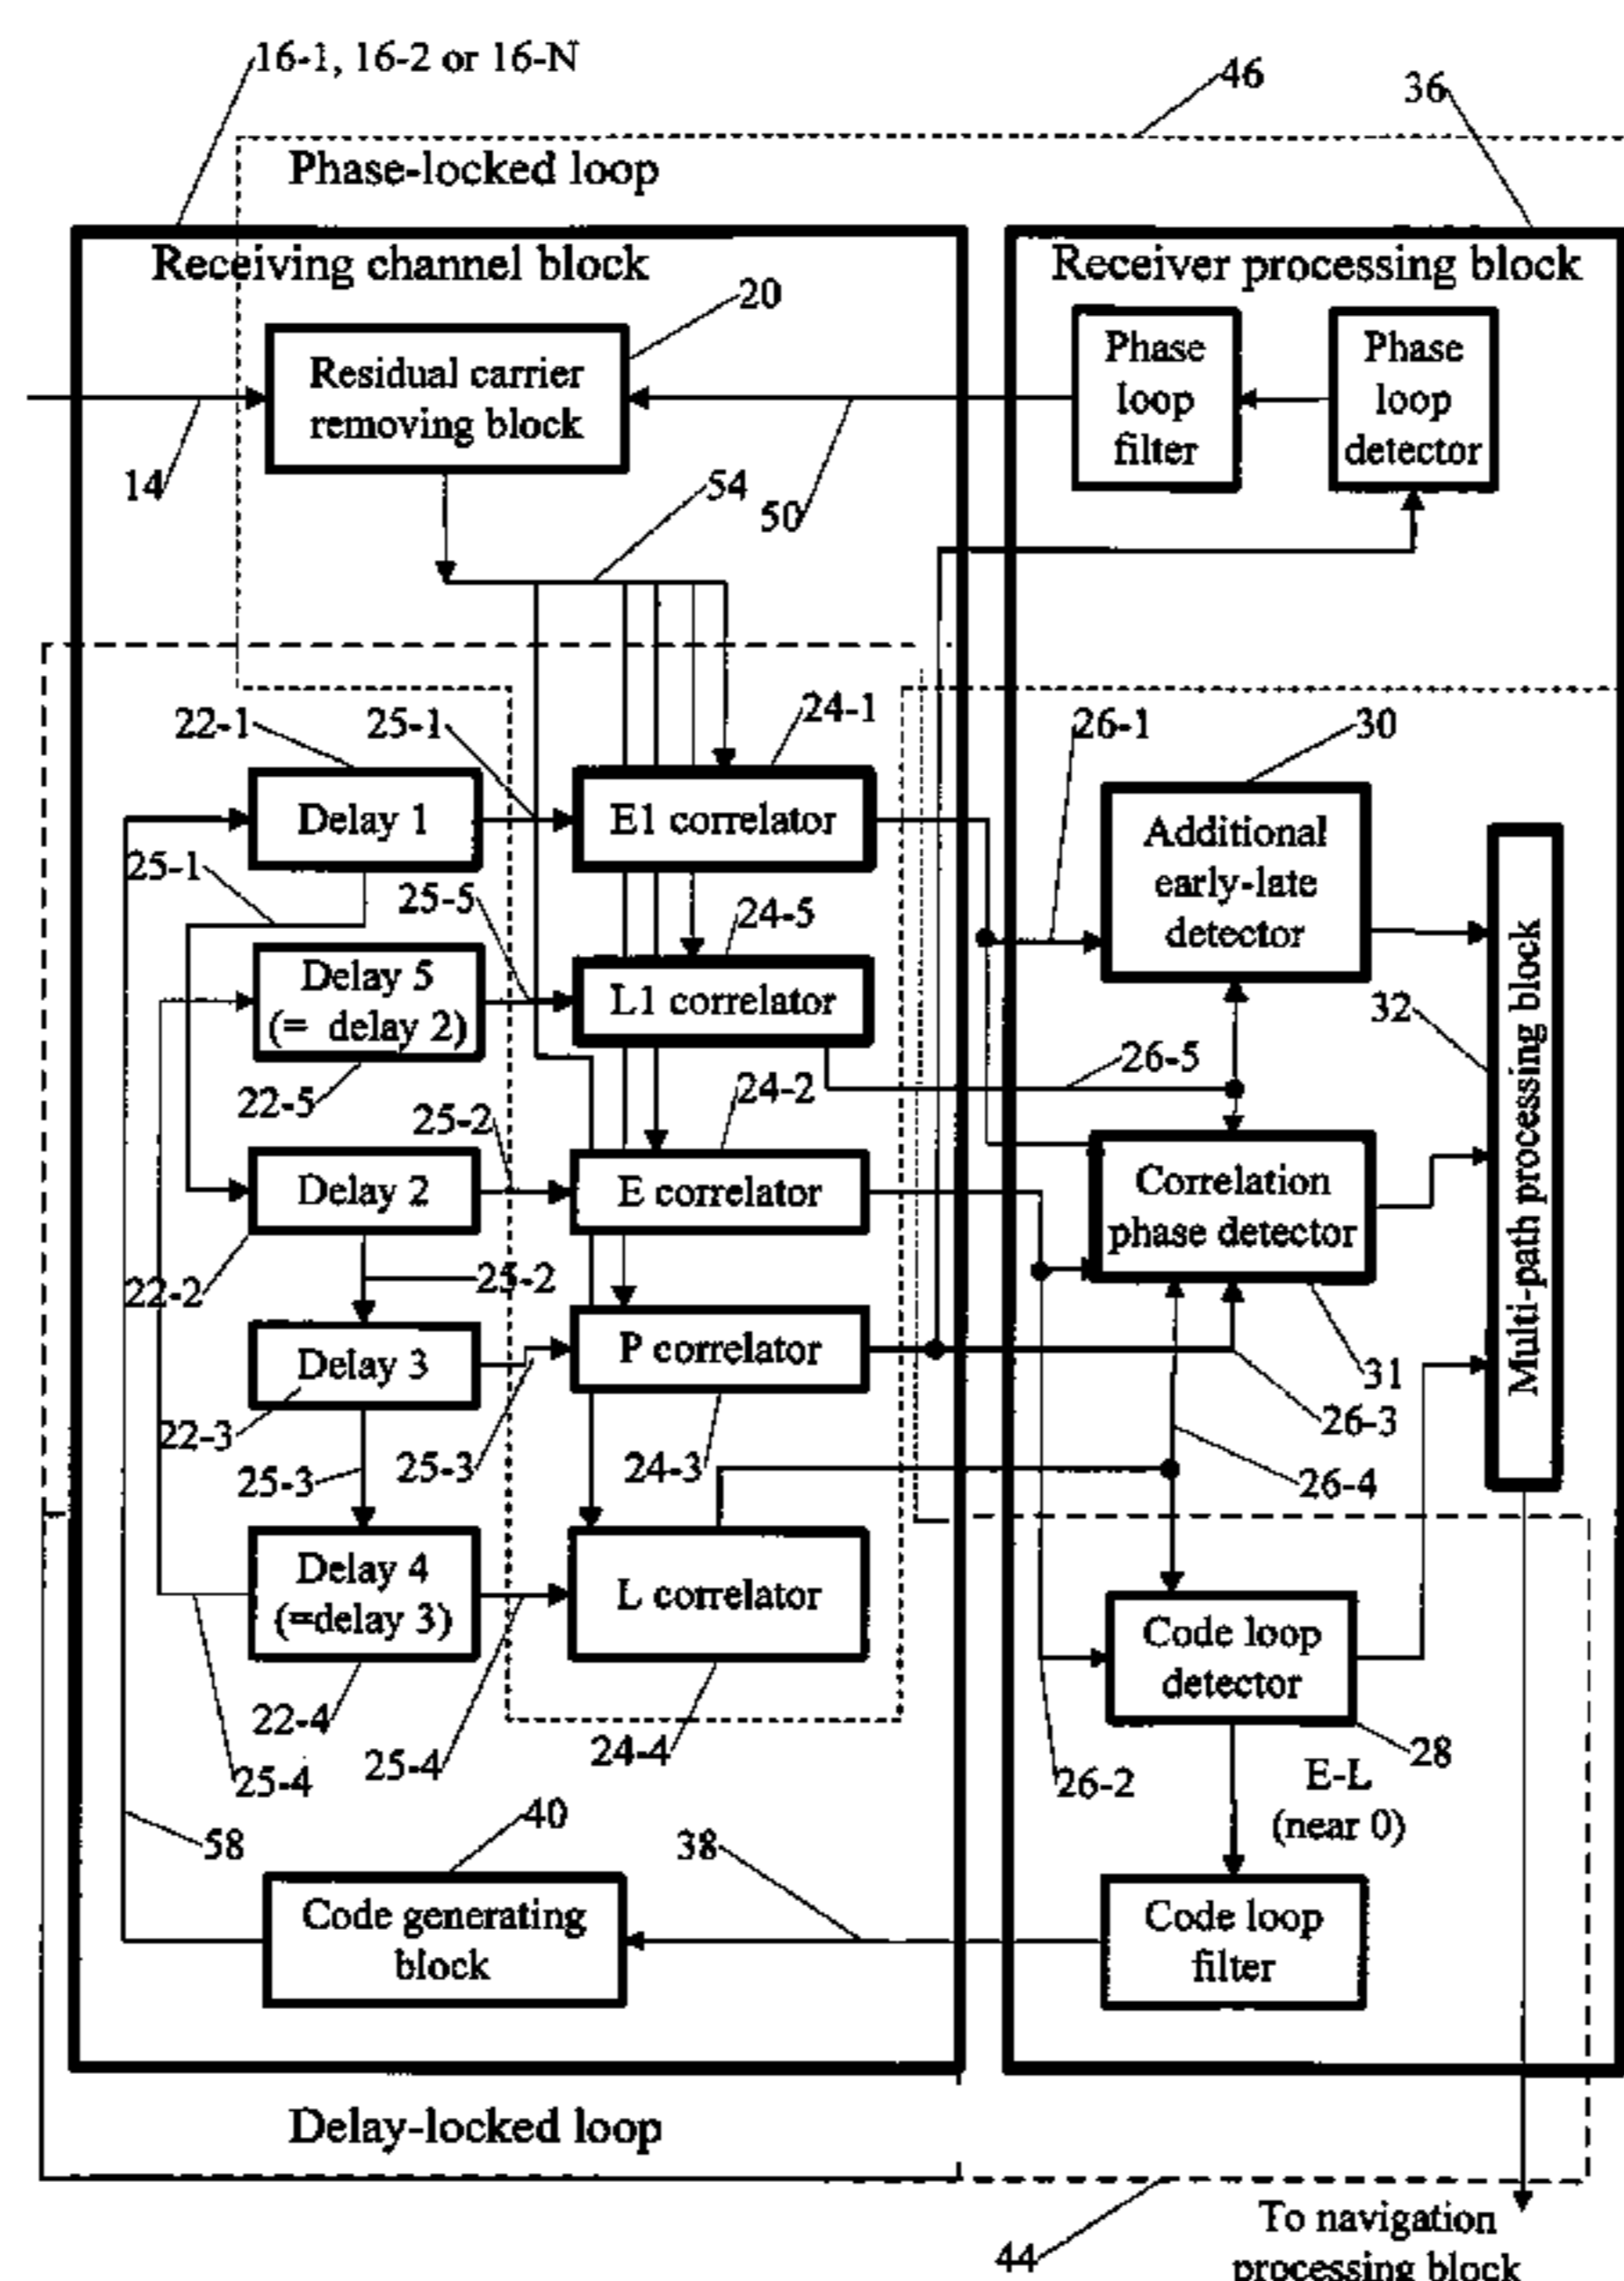 16-1, 16-2 or 16-N
46
36
Phase-locked loop
Receiving channel block
Receiver processing block
20
Residual carrier
removing block
Phase
loop
filter
Phase
loop
detector
14
54
50
22-1
25-1
24-1
26-1
30
Delay 1
E1 correlator
Additional
early-late
detector
25-1
25-5
24-5
Delay 5
(= delay 2)
L1 correlator
32
Multi-path processing block
22-5
26-5
25-2
24-2
Delay 2
E correlator
Correlation
phase detector
22-2
25-2
Delay 3
P correlator
31
22-3
26-3
25-3
25-3
24-3
26-4
Delay 4
(=delay 3)
L correlator
Code loop
detector
22-4
25-4
25-4
24-4
26-2
28
E-L
(near 0)
58
40
38
Code generating
block
Code loop
filter
Delay-locked loop
44
To navigation
processing block